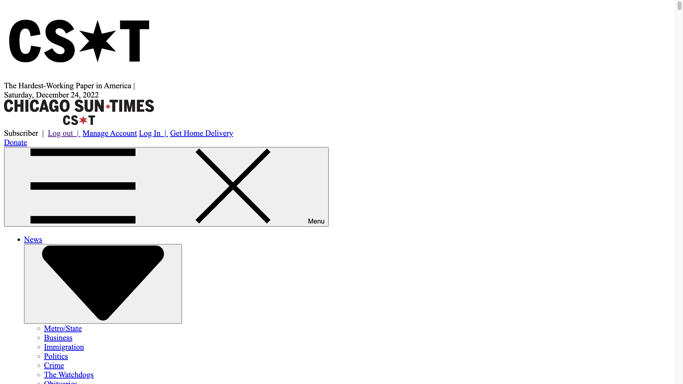 CS★T
The Hardest-Working Paper in America |
Saturday, December 24, 2022
CHICAGO SUN★TIMES
CS★T
Subscriber | Log out | Manage Account Log In | Get Home Delivery
Donate
Menu
News
Metro/State
Business
Immigration
Politics
Crime
The Watchdogs
Obituaries